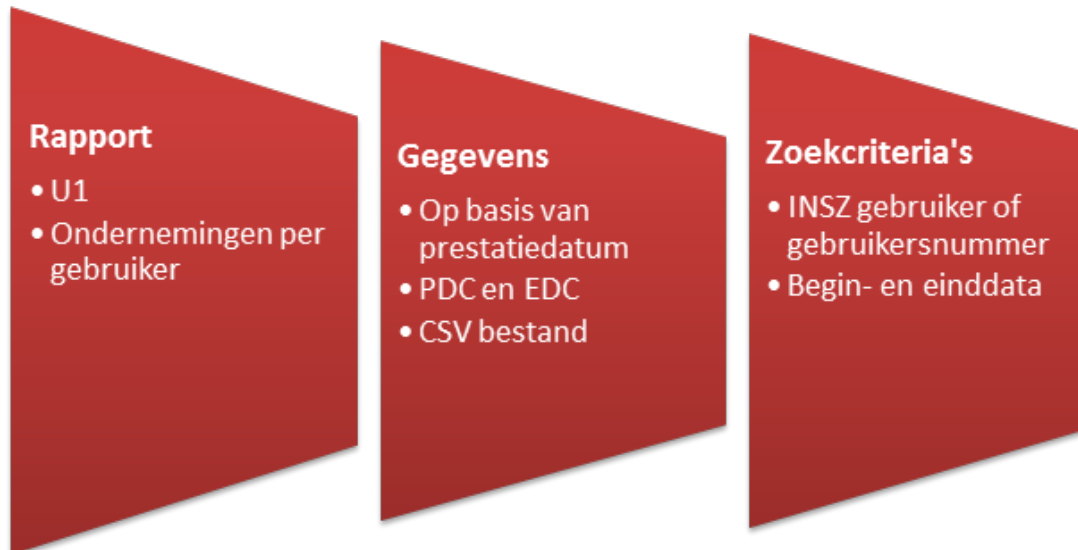 Rapport
• U1
• Ondernemingen per
gebruiker
Gegevens
• Op basis van
prestatiedatum
• PDC en EDC
• CSV bestand
Zoekcriteria's
• INSZ gebruiker of
gebruikersnummer
• Begin- en einddata